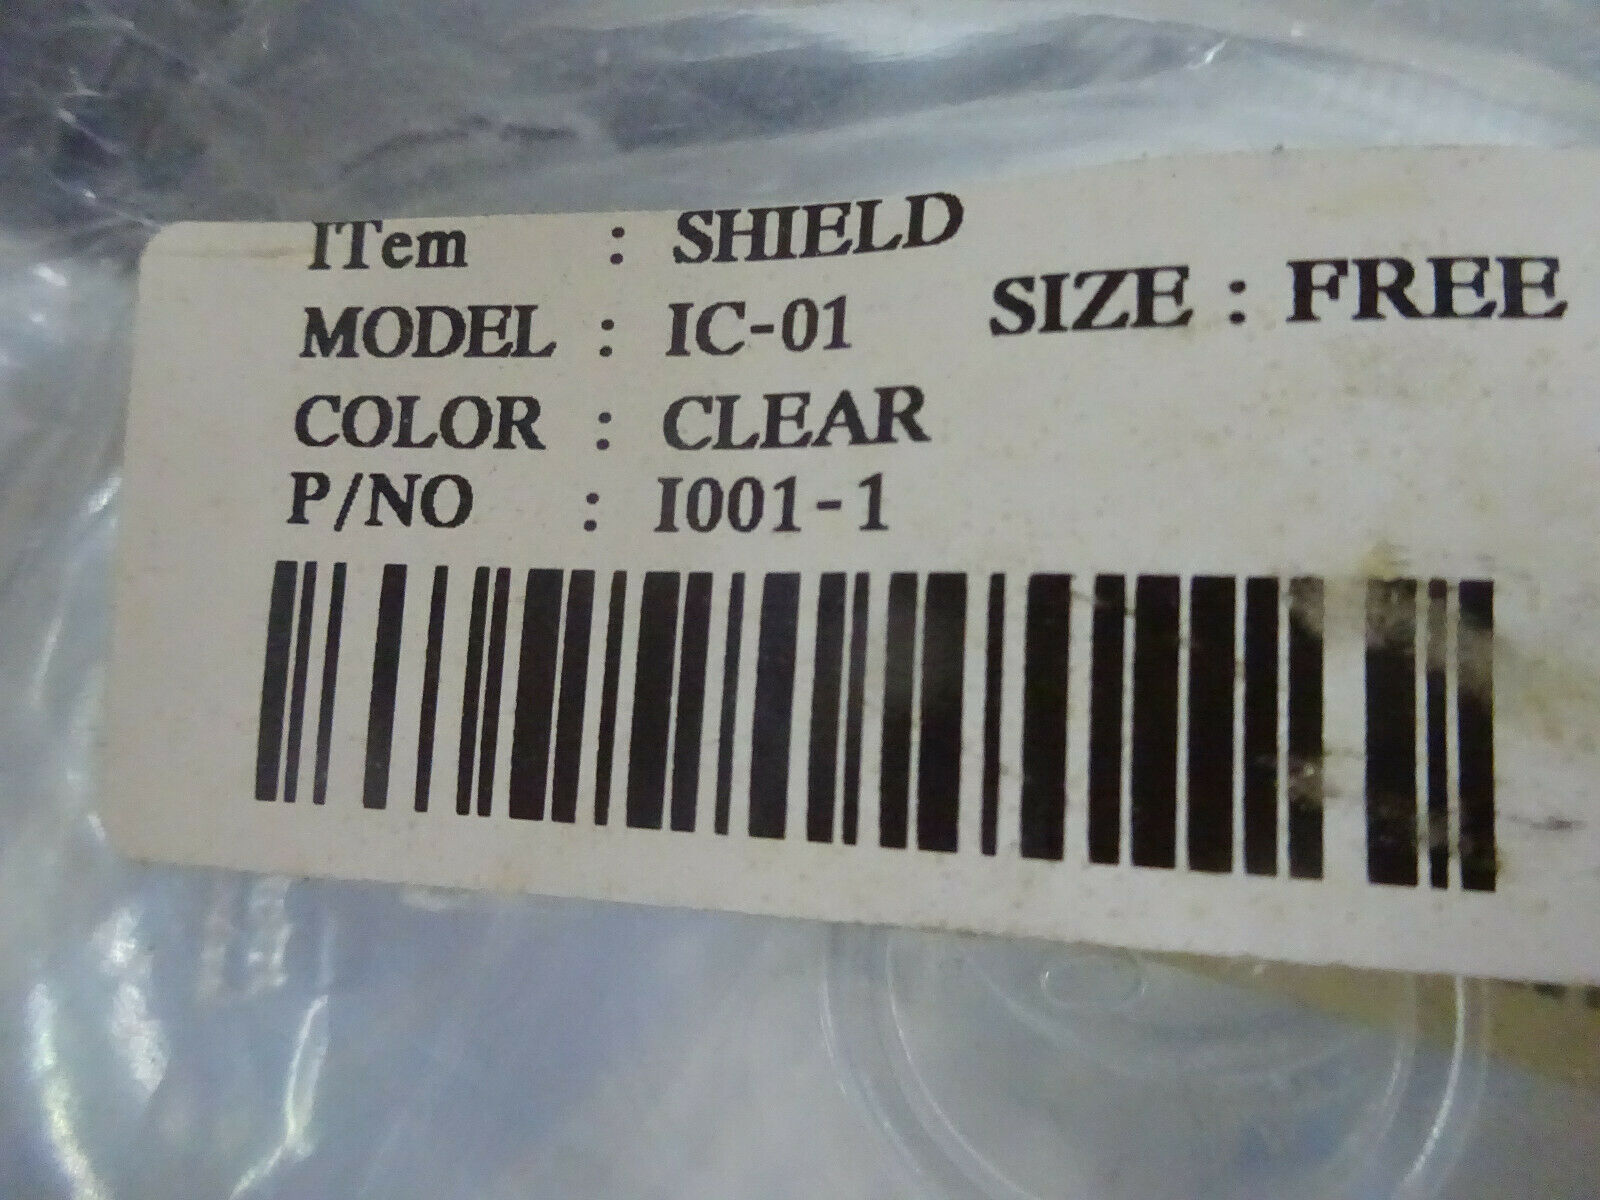 ITem : SHIELD
MODEL : IC-01 SIZE : FREE
COLOR : CLEAR
P/NO : I001-1